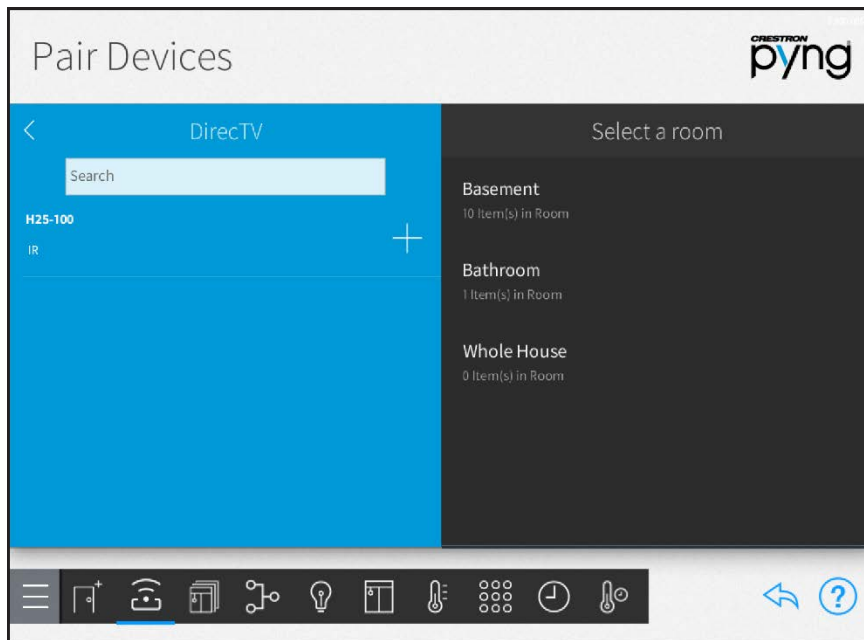 Pair Devices
CRESTRON
pyng
DirecTV
Search
H25-100
IR
Select a room
Basement
10 Item(s) in Room
Bathroom
1 Item(s) in Room
Whole House
0 Item(s) in Room
?